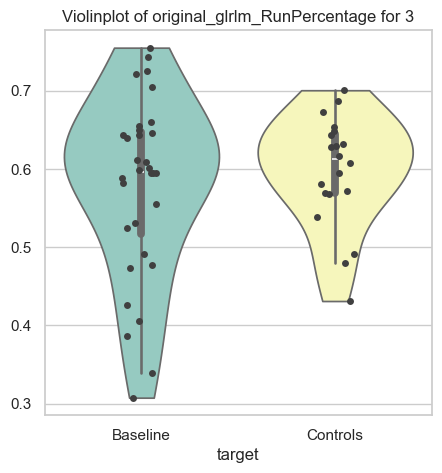 Violinplot of original_glrlm_RunPercentage for 3
0.7
0.6
0.5
0.4
0.3
Baseline Controls
target